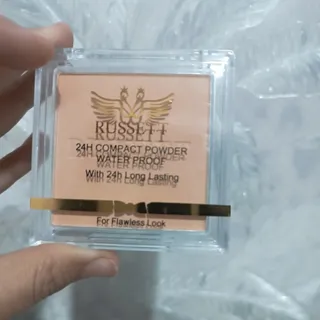 RUSSETT
24H COMPACT POWDER
WATER PROOF
With 24h Long Lasting
For Flawless Look